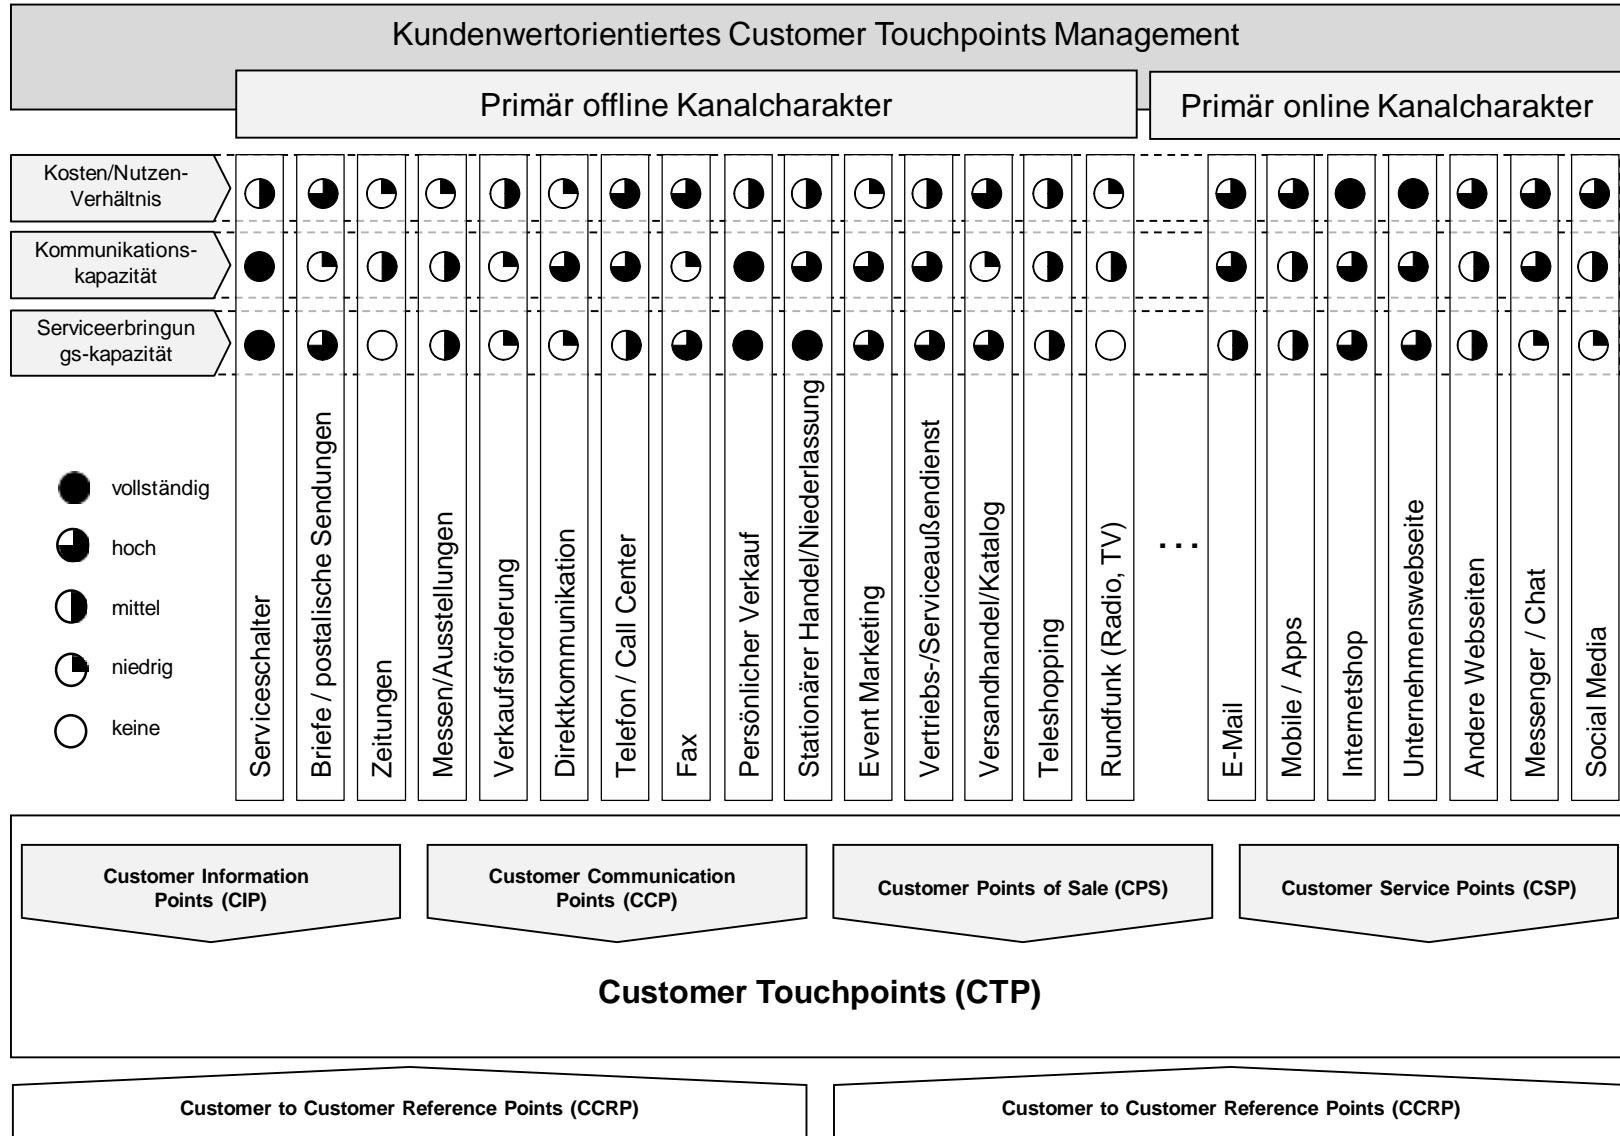 Kundenwertorientiertes Customer Touchpoints Management
Primär offline Kanalcharakter
Primär online Kanalcharakter
Kosten/Nutzen-
Verhältnis
Kommunikations-
kapazität
Serviceerbringun
gs-kapazität
vollständig
hoch
mittel
niedrig
keine
Serviceschalter
Briefe / postalische Sendungen
Zeitungen
Messen/Ausstellungen
Verkaufsförderung
Direktkommunikation
Telefon / Call Center
Fax
Persönlicher Verkauf
Stationärer Handel/Niederlassung
Event Marketing
Vertriebs-/Serviceaußendienst
Versandhandel/Katalog
Teleshopping
Rundfunk (Radio, TV)
...
E-Mail
Mobile / Apps
Internetshop
Unternehmenswebseite
Andere Webseiten
Messenger / Chat
Social Media
Customer Information
Points (CIP)
Customer Communication
Points (CCP)
Customer Points of Sale (CPS)
Customer Service Points (CSP)
Customer Touchpoints (CTP)
Customer to Customer Reference Points (CCRP)
Customer to Customer Reference Points (CCRP)